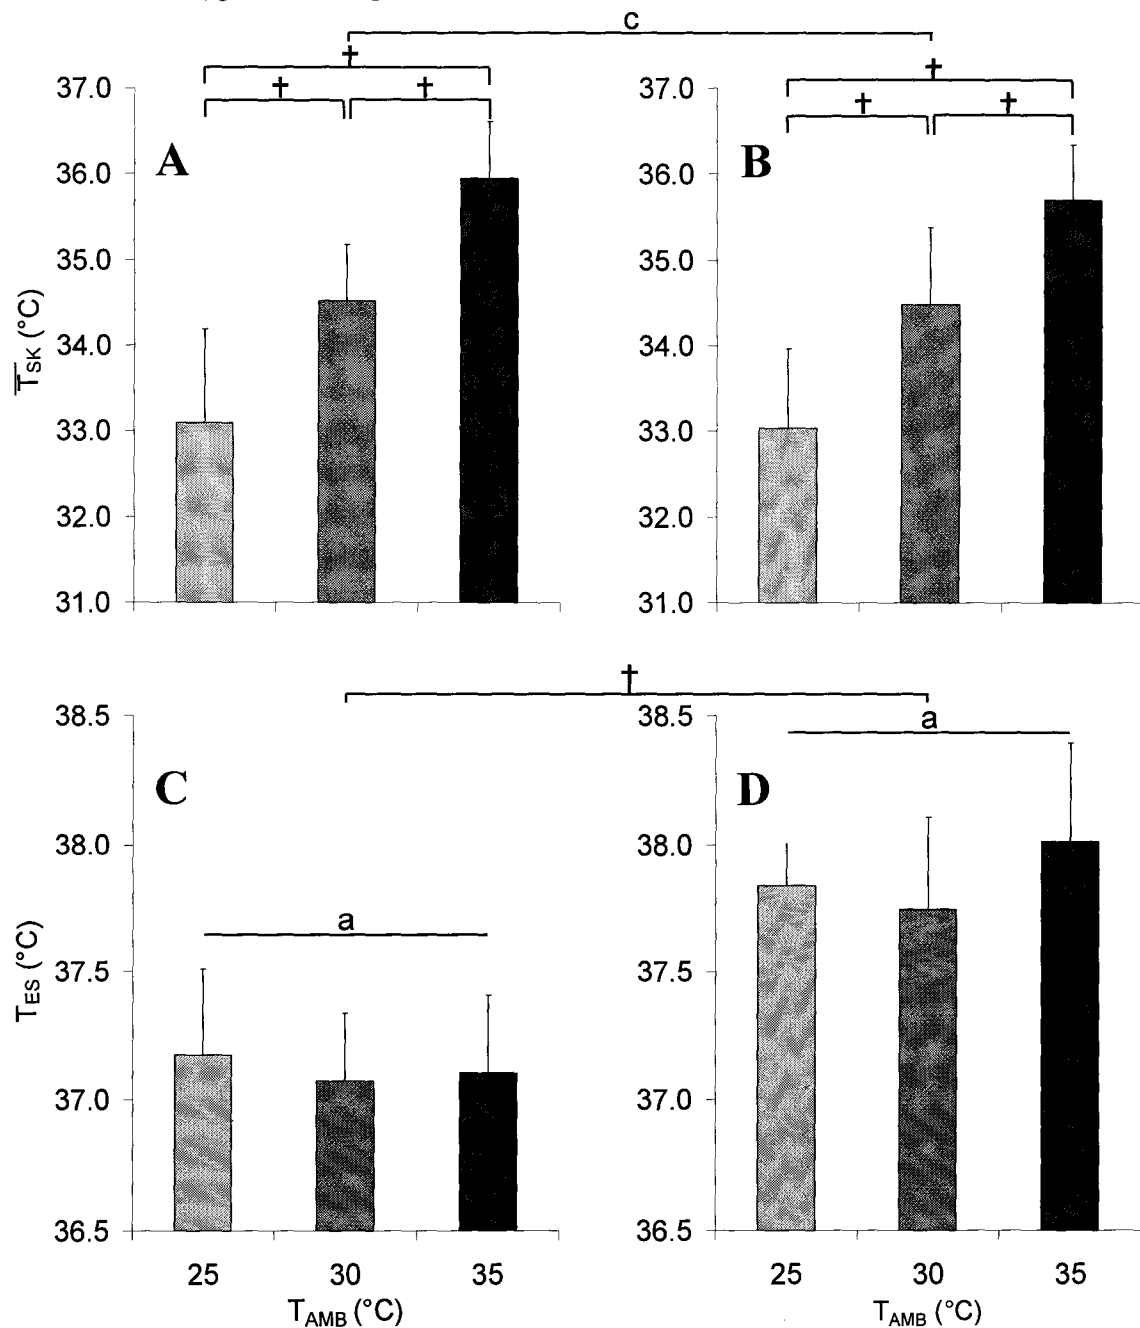 c
† †
† † † †
37.0 37.0
A B
36.0 36.0
35.0 35.0
T̅SK (°C)
34.0 34.0
33.0 33.0
32.0 32.0
31.0 31.0
†
38.5 38.5
a
C D
38.0 38.0
a
TES (°C)
37.5 37.5
37.0 37.0
36.5 36.5
25 30 35 25 30 35
TAMB (°C) TAMB (°C)